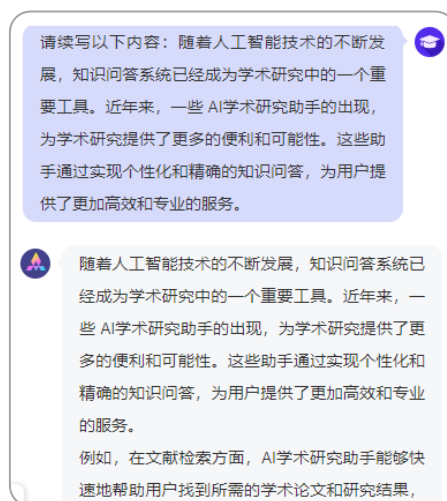 请续写以下内容：随着人工智能技术的不断发
展，知识问答系统已经成为学术研究中的一个重
要工具。近年来，一些 AI学术研究助手的出现，
为学术研究提供了更多的便利和可能性。这些助
手通过实现个性化和精确的知识问答，为用户提
供了更加高效和专业的服务。
随着人工智能技术的不断发展，知识问答系统已
经成为学术研究中的一个重要工具。近年来，一
些 AI学术研究助手的出现，为学术研究提供了更
多的便利和可能性。这些助手通过实现个性化和
精确的知识问答，为用户提供了更加高效和专业
的服务。
例如，在文献检索方面，AI学术研究助手能够快
速地帮助用户找到所需的学术论文和研究结果，